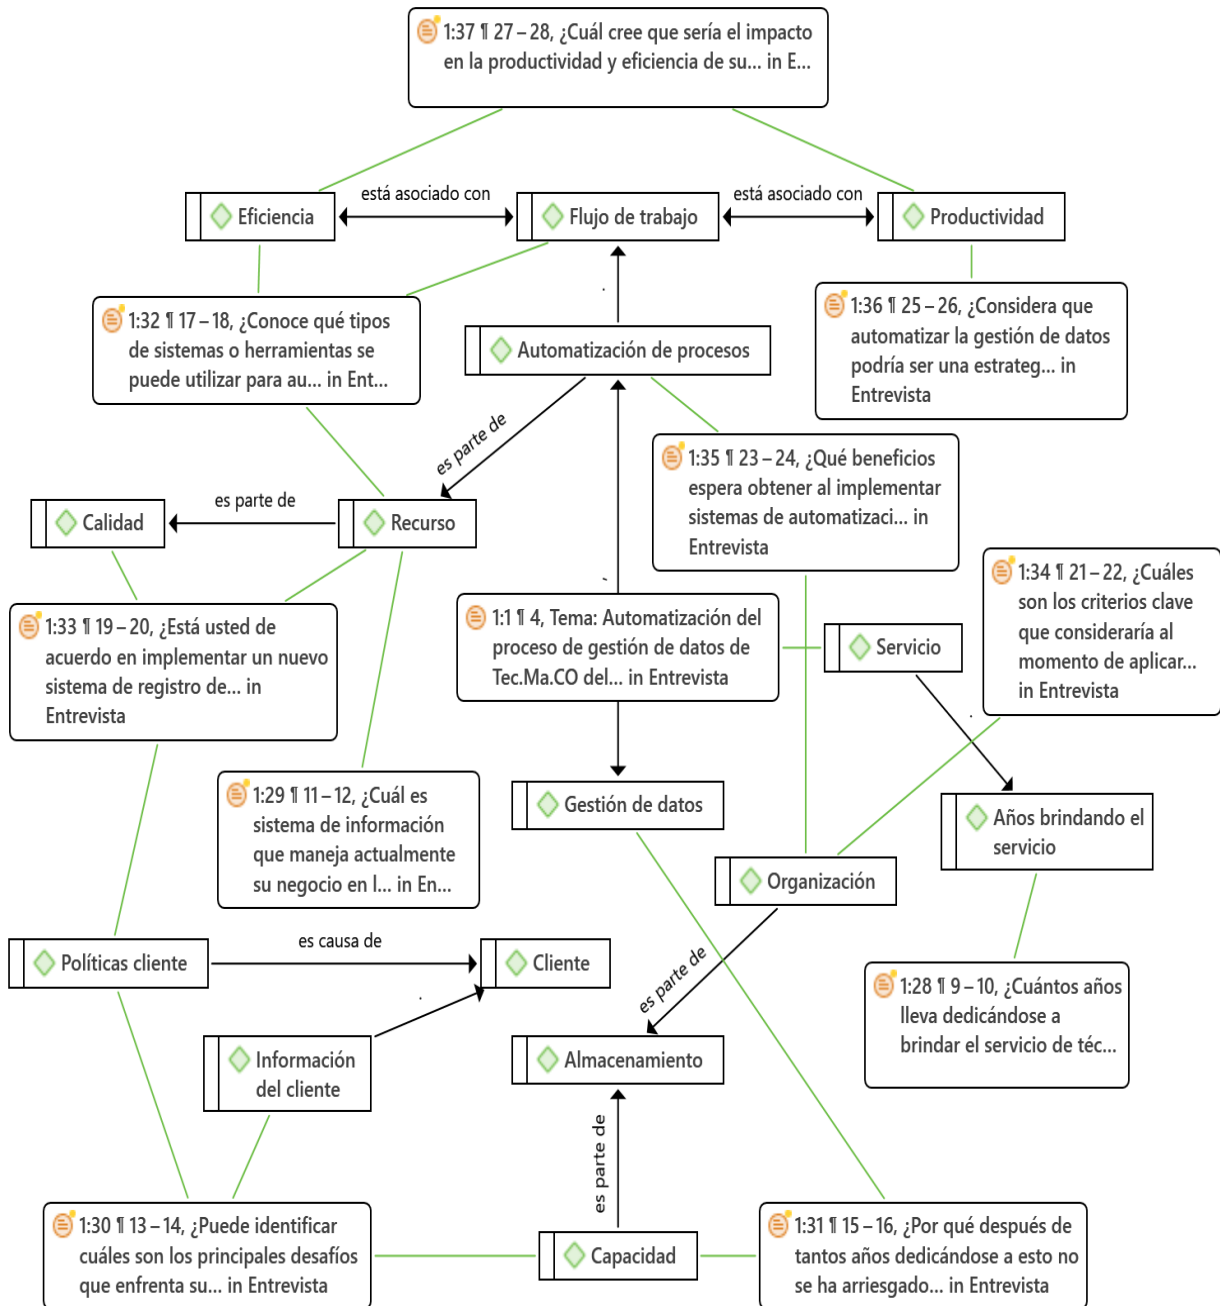 1:37 ¶ 27 – 28, ¿Cuál cree que sería el impacto
en la productividad y eficiencia de su... in E...
está asociado con
está asociado con
Eficiencia
Flujo de trabajo
Productividad
1:32 ¶ 17 – 18, ¿Conoce qué tipos
de sistemas o herramientas se
puede utilizar para au... in Ent...
1:36 ¶ 25 – 26, ¿Considera que
automatizar la gestión de datos
podría ser una estrateg... in
Entrevista
Automatización de procesos
es parte de
1:35 ¶ 23 – 24, ¿Qué beneficios
espera obtener al implementar
sistemas de automatizaci... in
Entrevista
Calidad
es parte de
Recurso
1:34 ¶ 21 – 22, ¿Cuáles
son los criterios clave
que consideraría al
momento de aplicar...
in Entrevista
1:33 ¶ 19 – 20, ¿Está usted de
acuerdo en implementar un nuevo
sistema de registro de... in
Entrevista
1:1 ¶ 4, Tema: Automatización del
proceso de gestión de datos de
Tec.Ma.CO del... in Entrevista
Servicio
1:29 ¶ 11 – 12, ¿Cuál es
sistema de información
que maneja actualmente
su negocio en l... in En...
Gestión de datos
Años brindando el
servicio
Organización
Políticas cliente
es causa de
Cliente
es parte de
1:28 ¶ 9 – 10, ¿Cuántos años
lleva dedicándose a
brindar el servicio de téc...
Información
del cliente
Almacenamiento
es parte de
1:30 ¶ 13 – 14, ¿Puede identificar
cuáles son los principales desafíos
que enfrenta su... in Entrevista
Capacidad
1:31 ¶ 15 – 16, ¿Por qué después de
tantos años dedicándose a esto no
se ha arriesgado... in Entrevista